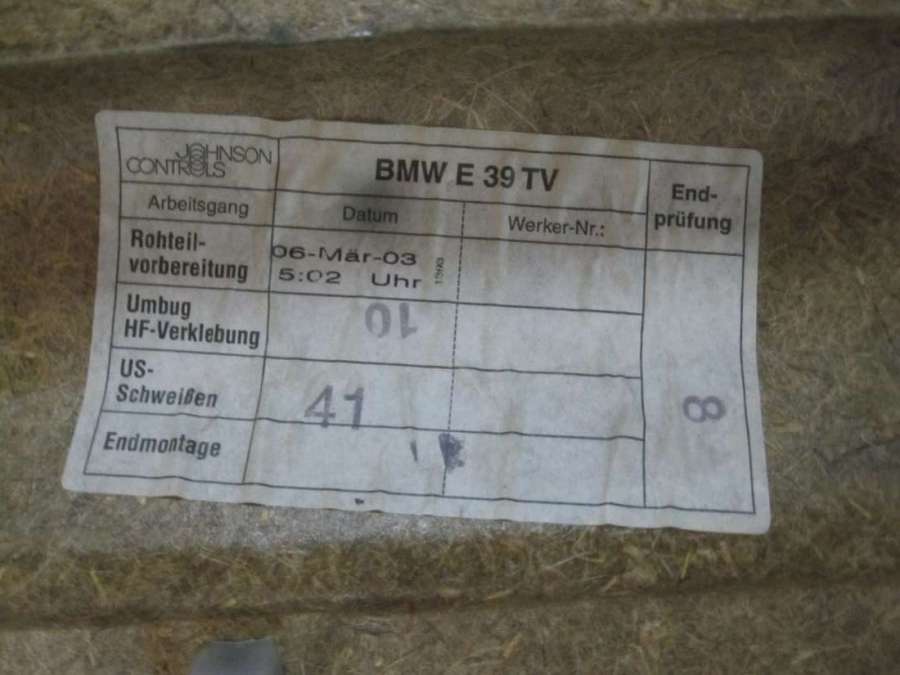 JOHNSON
CONTROLS
BMW E 39 TV
End-
prüfung
Arbeitsgang
Datum
Werker-Nr.:
Rohteil-
vorbereitung
06-Mär-03
5:02 Uhr
Umbug
HF-Verklebung
10
US-
Schweißen
41
8
Endmontage